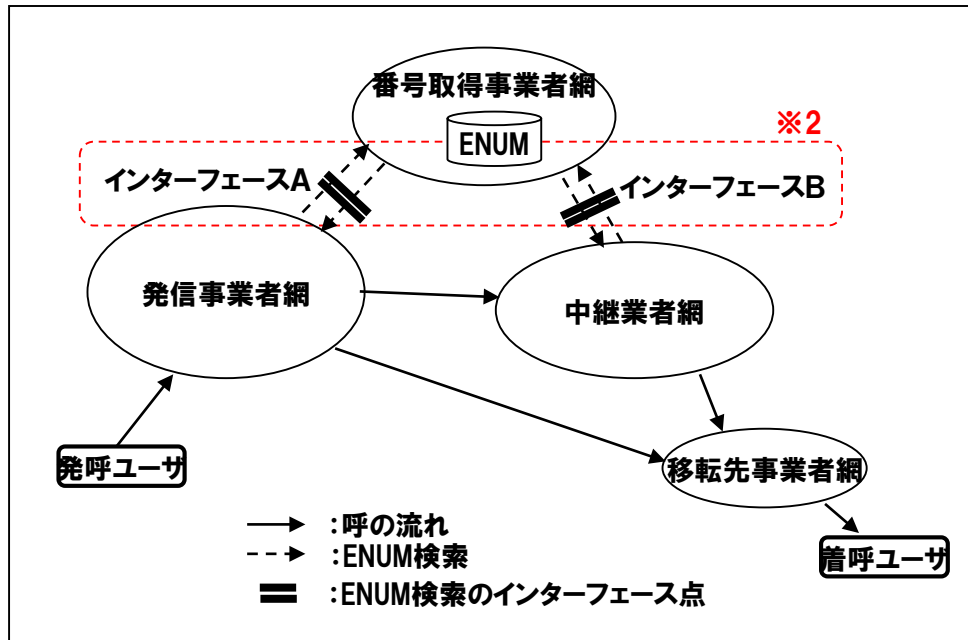 番号取得事業者網
ENUM
※2
インターフェースA
インターフェースB
発信事業者網
中継業者網
発呼ユーザ
移転先事業者網
着呼ユーザ
:呼の流れ
:ENUM検索
:ENUM検索のインターフェース点